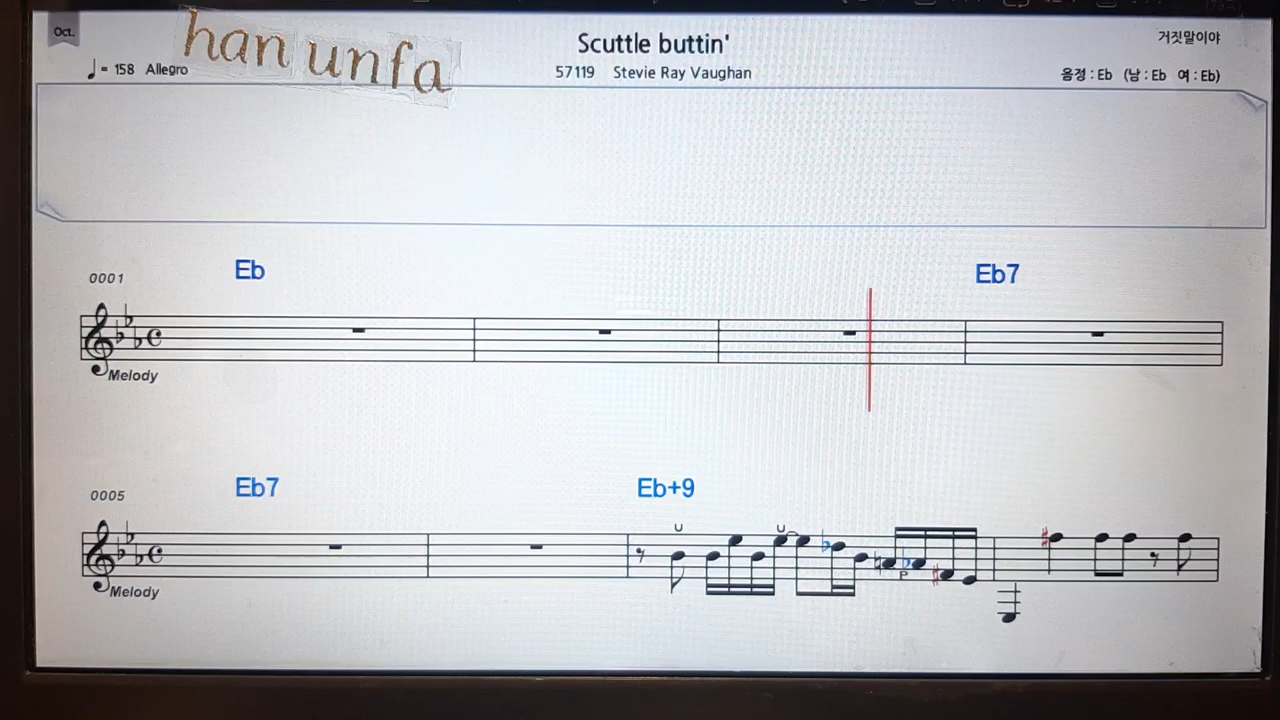 Oct.
han unfa
Scuttle buttin'
거짓말이야
♩= 158 Allegro
57119 Stevie Ray Vaughan
음정 : Eb (남 : Eb 여 : Eb)
0001
Eb
Eb7
Melody
0005
Eb7
Eb+9
P
Melody